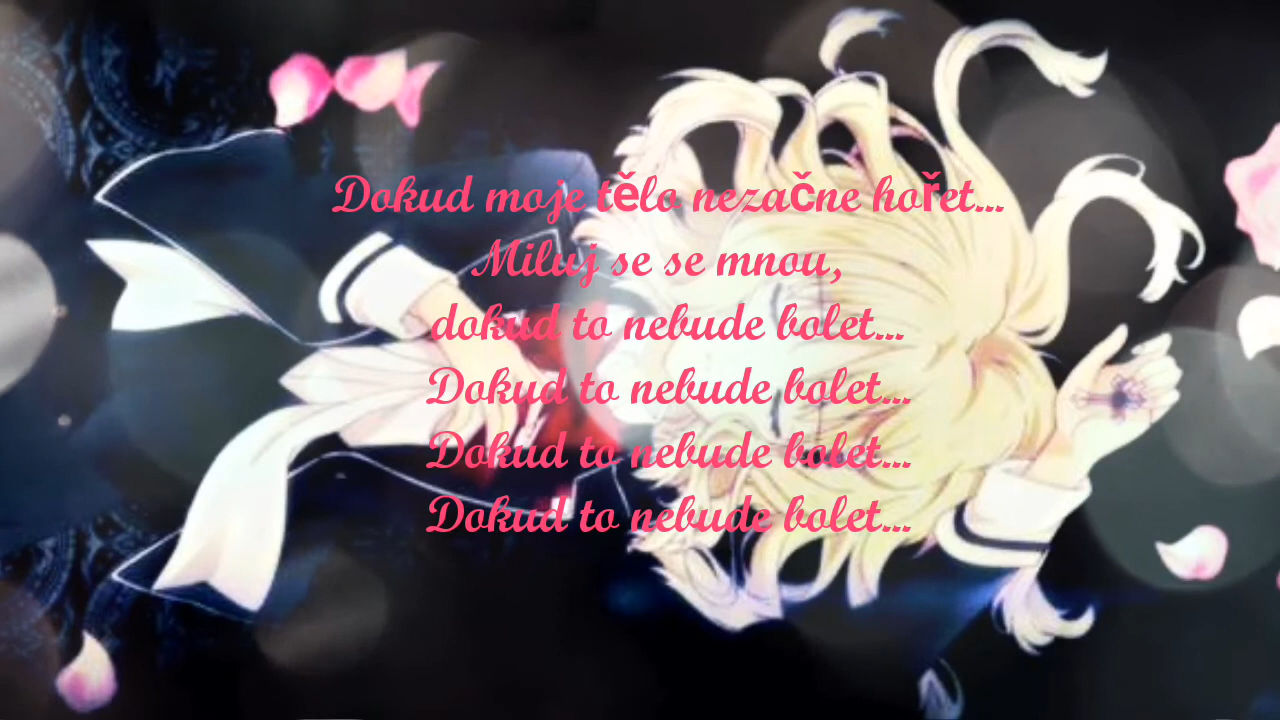 Dokud moje tělo nezačne hořet...
Miluj se se mnou,
dokud to nebude bolet...
Dokud to nebude bolet...
Dokud to nebude bolet...
Dokud to nebude bolet...